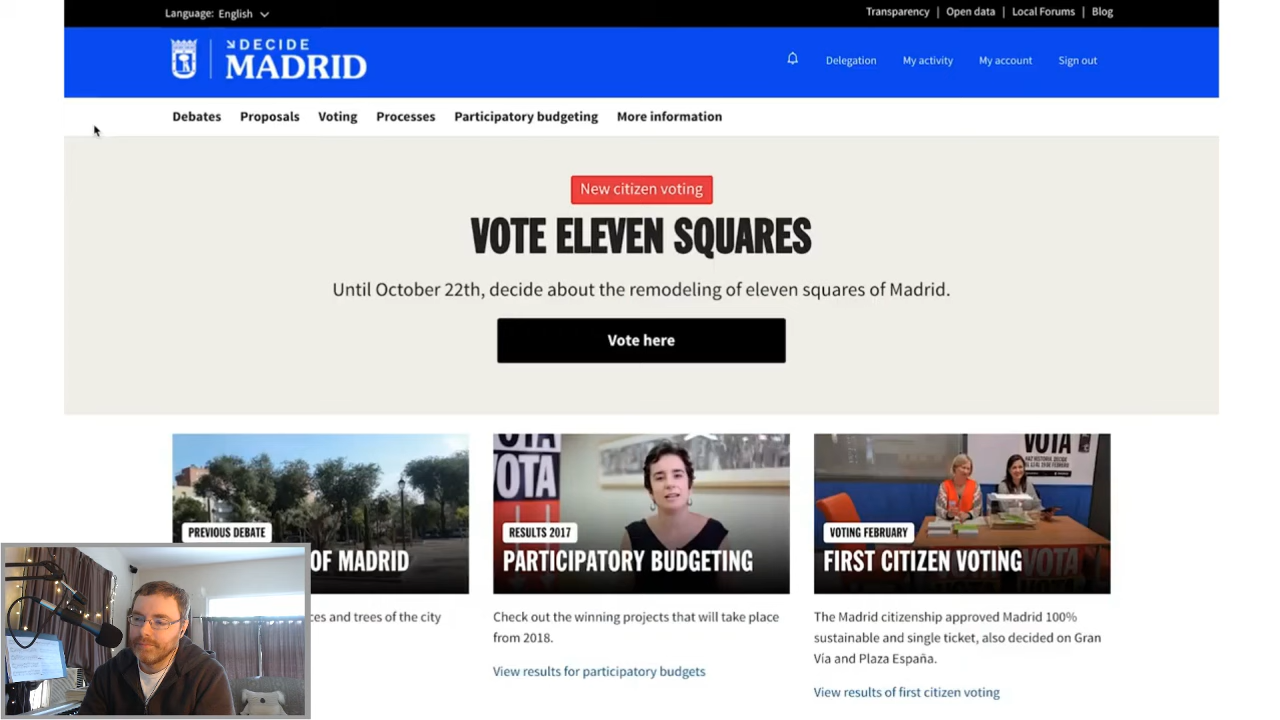 Language: English
Transparency | Open data | Local Forums | Blog
DECIDE
MADRID
Delegation My activity My account Sign out
Debates Proposals Voting Processes Participatory budgeting More information
New citizen voting
VOTE ELEVEN SQUARES
Until October 22th, decide about the remodeling of eleven squares of Madrid.
Vote here
PREVIOUS DEBATE
OF MADRID
ces and trees of the city
VOTA
VOTA
RESULTS 2017
PARTICIPATORY BUDGETING
Check out the winning projects that will take place
from 2018.
View results for participatory budgets
VOTA
VOTA
VOTING FEBRUARY
FIRST CITIZEN VOTING
The Madrid citizenship approved Madrid 100%
sustainable and single ticket, also decided on Gran
Vía and Plaza España.
View results of first citizen voting